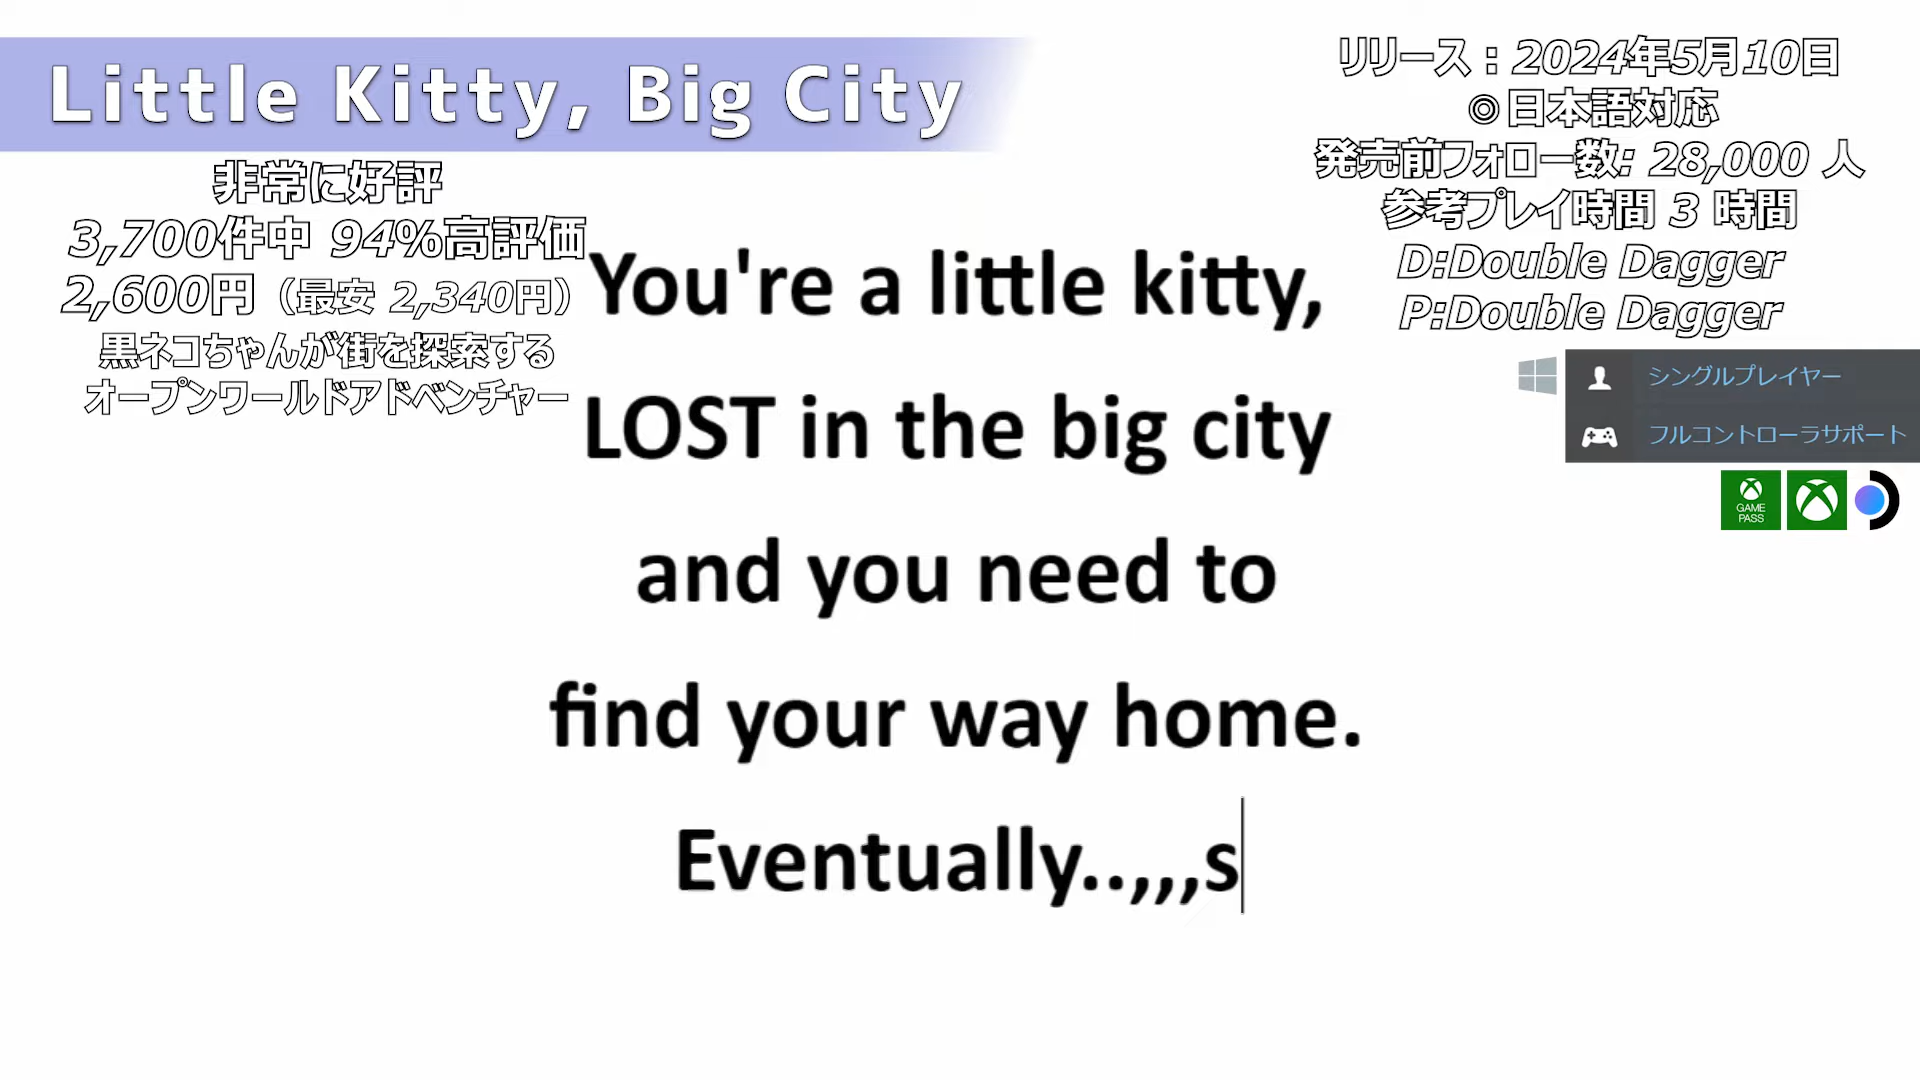 Little Kitty, Big City
非常に好評
3,700件中 94%高評価
2,600円（最安 2,340円）
黒ネコちゃんが街を探索する
オープンワールドアドベンチャー
リリース：2024年5月10日
◎日本語対応
発売前フォロー数: 28,000 人
参考プレイ時間 3 時間
D:Double Dagger
P:Double Dagger
シングルプレイヤー
フルコントローラサポート
GAME
PASS
You're a little kitty,
LOST in the big city
and you need to
find your way home.
Eventually..,,,s